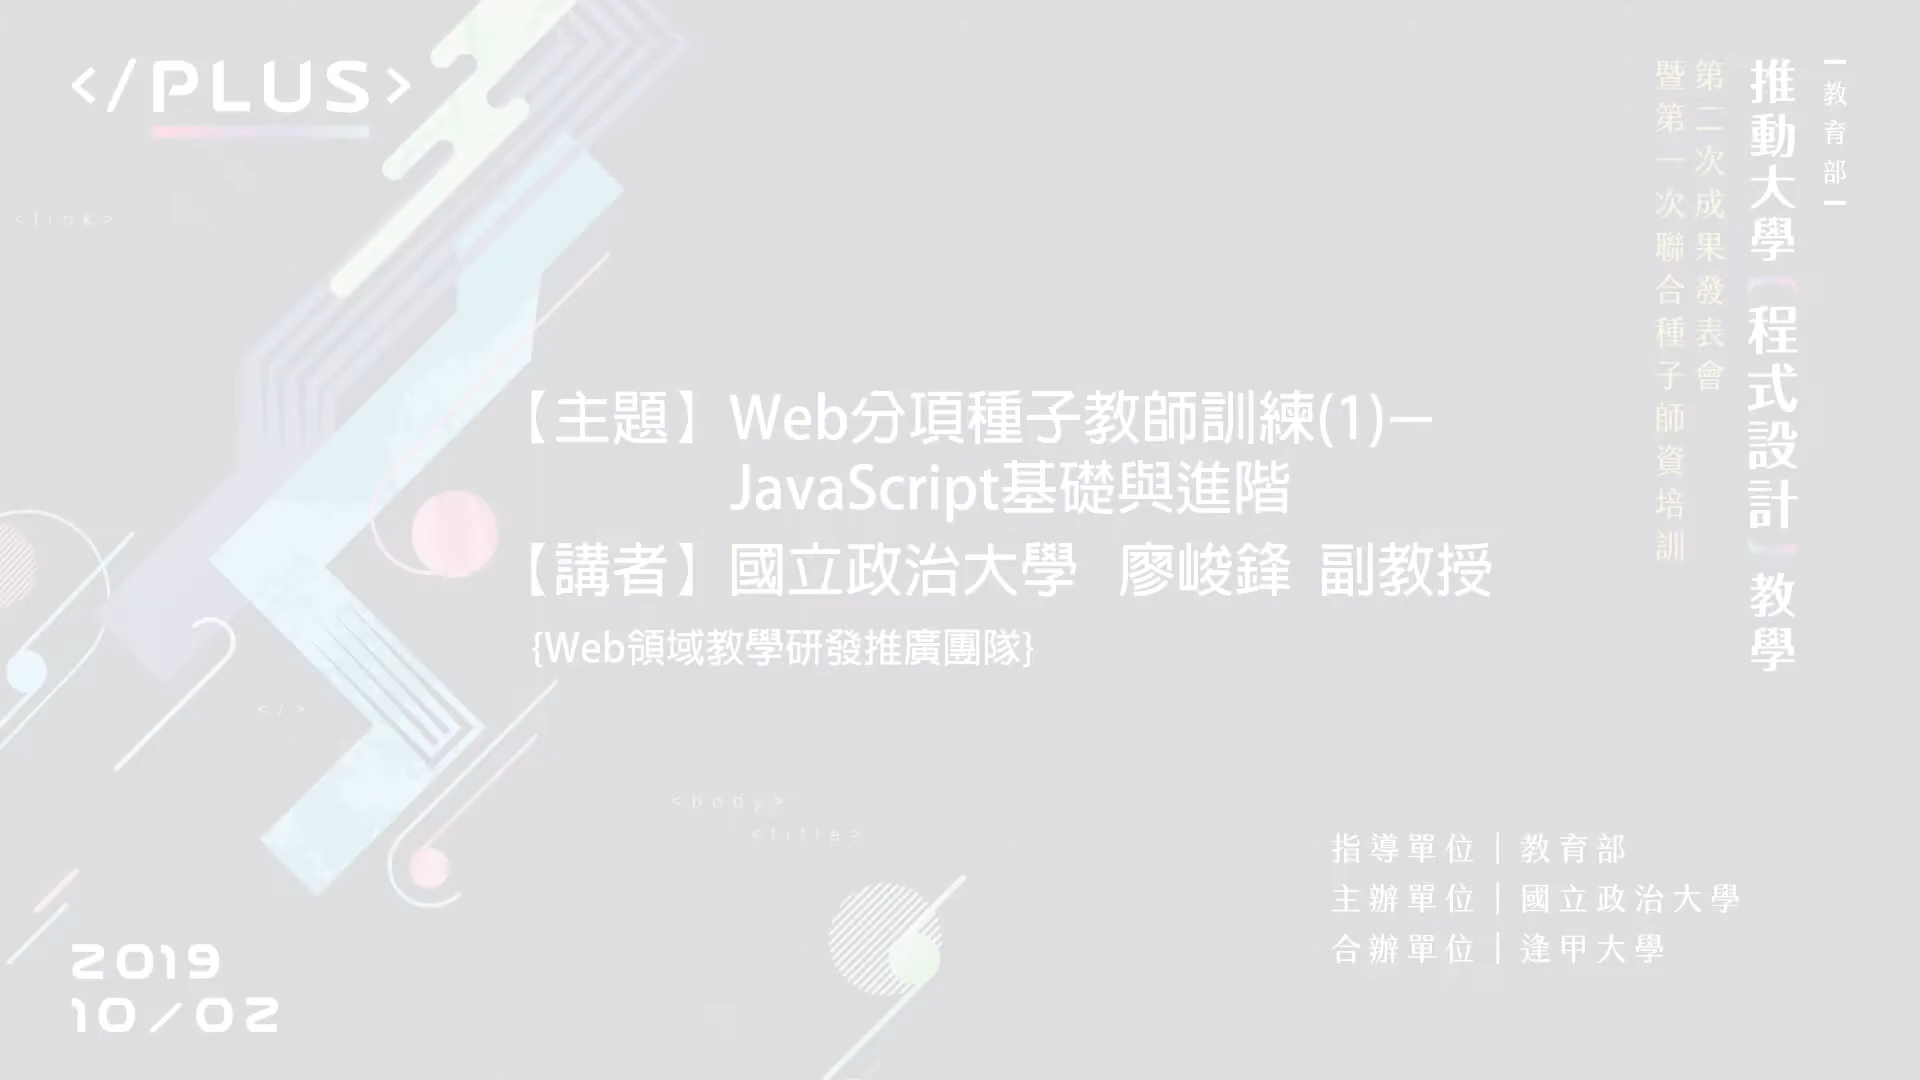 </PLUS>
—教育部—
推動大學〔程式設計〕教學
第二次成果發表會
暨第一次聯合種子師資培訓
<link>
【主題】Web分項種子教師訓練(1)－
JavaScript基礎與進階
【講者】國立政治大學 廖峻鋒 副教授
{Web領域教學研發推廣團隊}
</>
<body>
<title>
指導單位｜教育部
主辦單位｜國立政治大學
合辦單位｜逢甲大學
2019
10/02